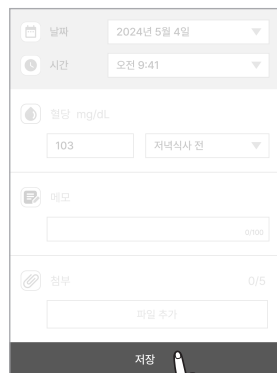 날짜 2024년 5월 4일
시간 오전 9:41
혈당 mg/dL
103 저녁식사 전
메모
0/100
첨부 0/5
파일 추가
저장